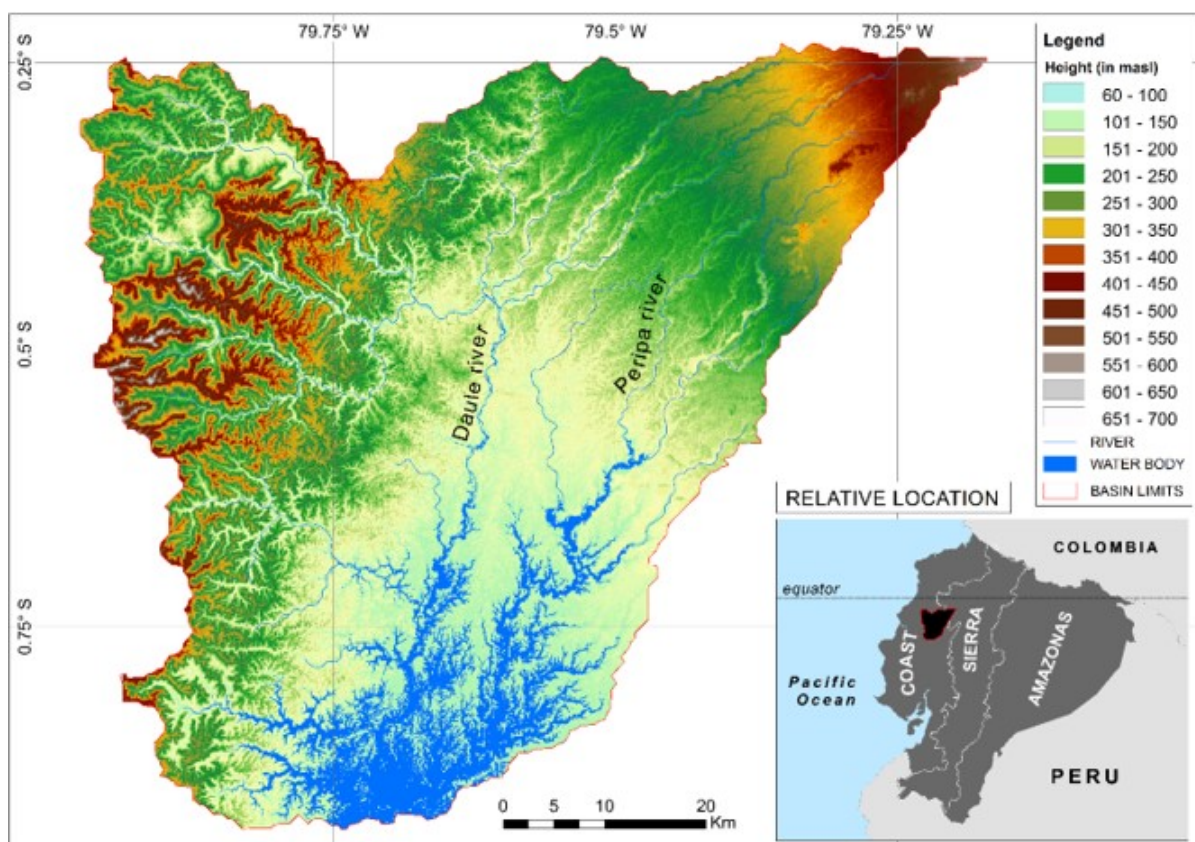 79.75° W
79.5° W
79.25° W
0.25° S
0.5° S
0.75° S
Daule river
Peripa river
Legend
Height (in masl)
60 - 100
101 - 150
151 - 200
201 - 250
251 - 300
301 - 350
351 - 400
401 - 450
451 - 500
501 - 550
551 - 600
601 - 650
651 - 700
RIVER
WATER BODY
BASIN LIMITS
RELATIVE LOCATION
COLOMBIA
equator
COAST
SIERRA
AMAZONAS
Pacific
Ocean
PERU
0 5 10 20
Km